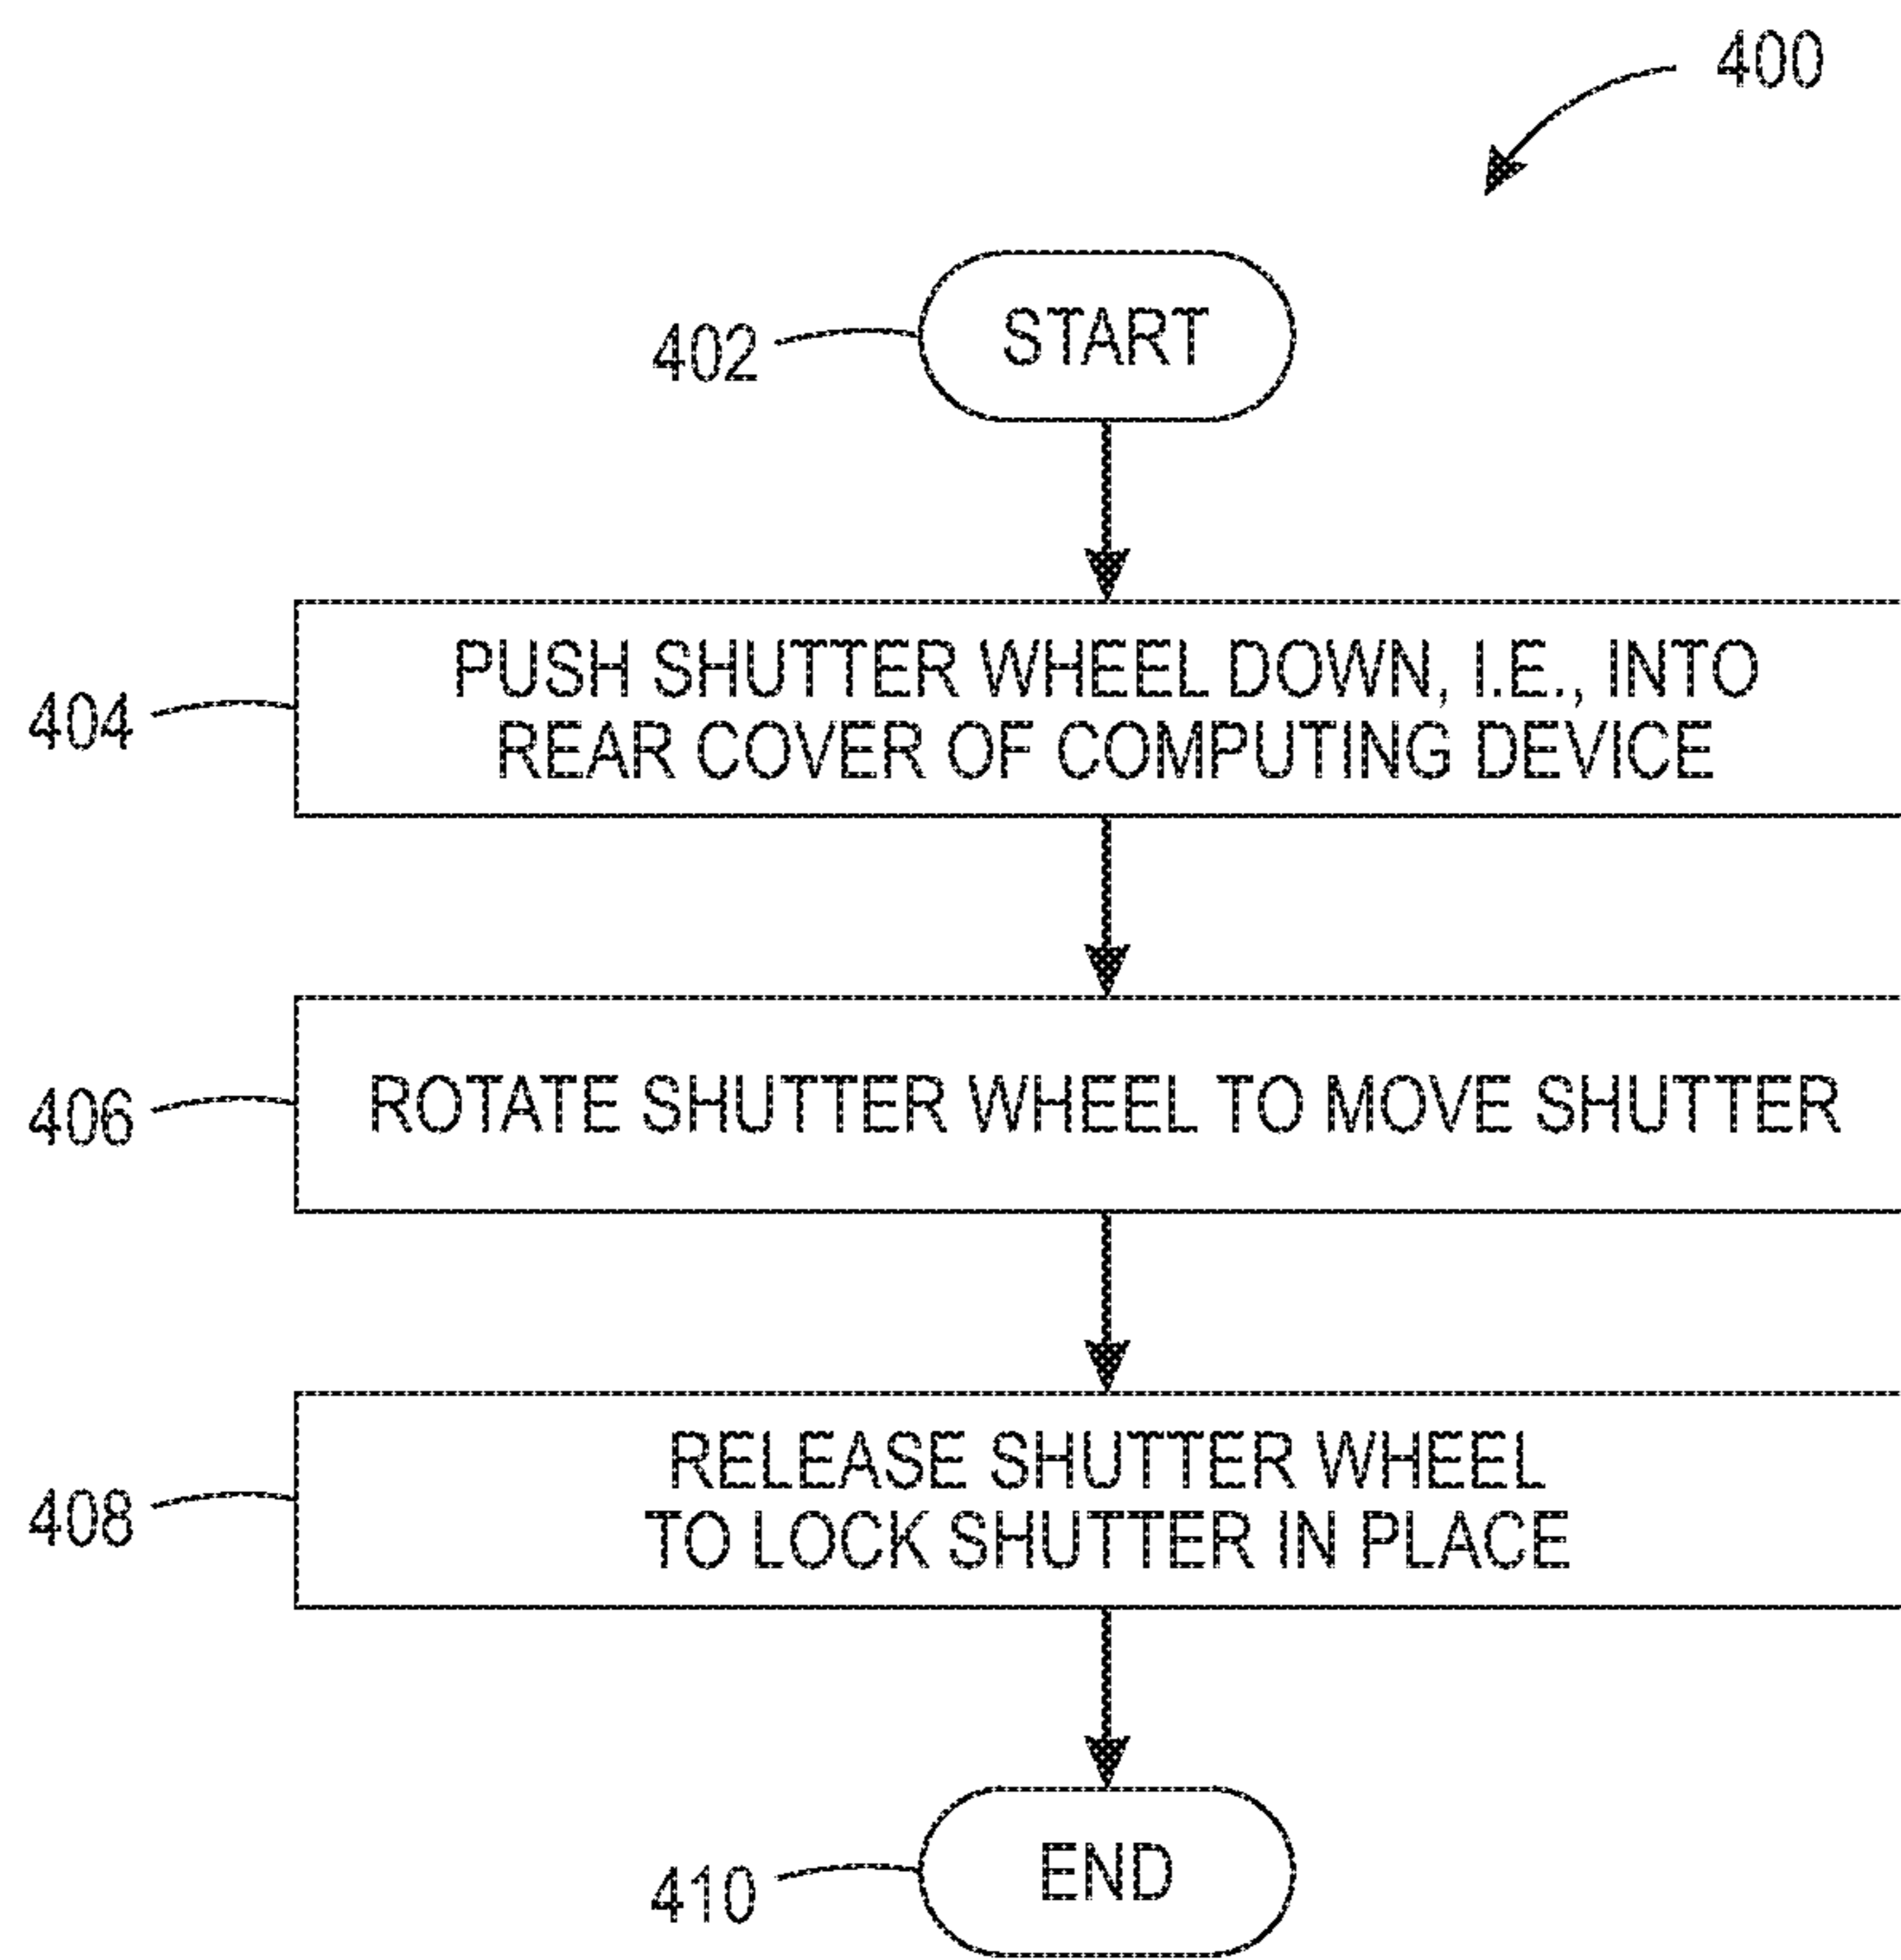 400
402
START
404
PUSH SHUTTER WHEEL DOWN, I.E., INTO
REAR COVER OF COMPUTING DEVICE
406
ROTATE SHUTTER WHEEL TO MOVE SHUTTER
408
RELEASE SHUTTER WHEEL
TO LOCK SHUTTER IN PLACE
410
END